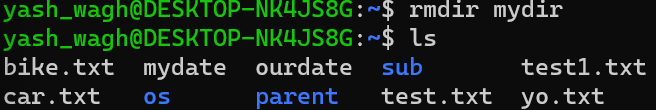 yash_wagh@DESKTOP-NK4JS8G:~$ rmdir mydir
yash_wagh@DESKTOP-NK4JS8G:~$ ls
bike.txt  mydate  ourdate  sub       test1.txt
car.txt   os      parent   test.txt  yo.txt